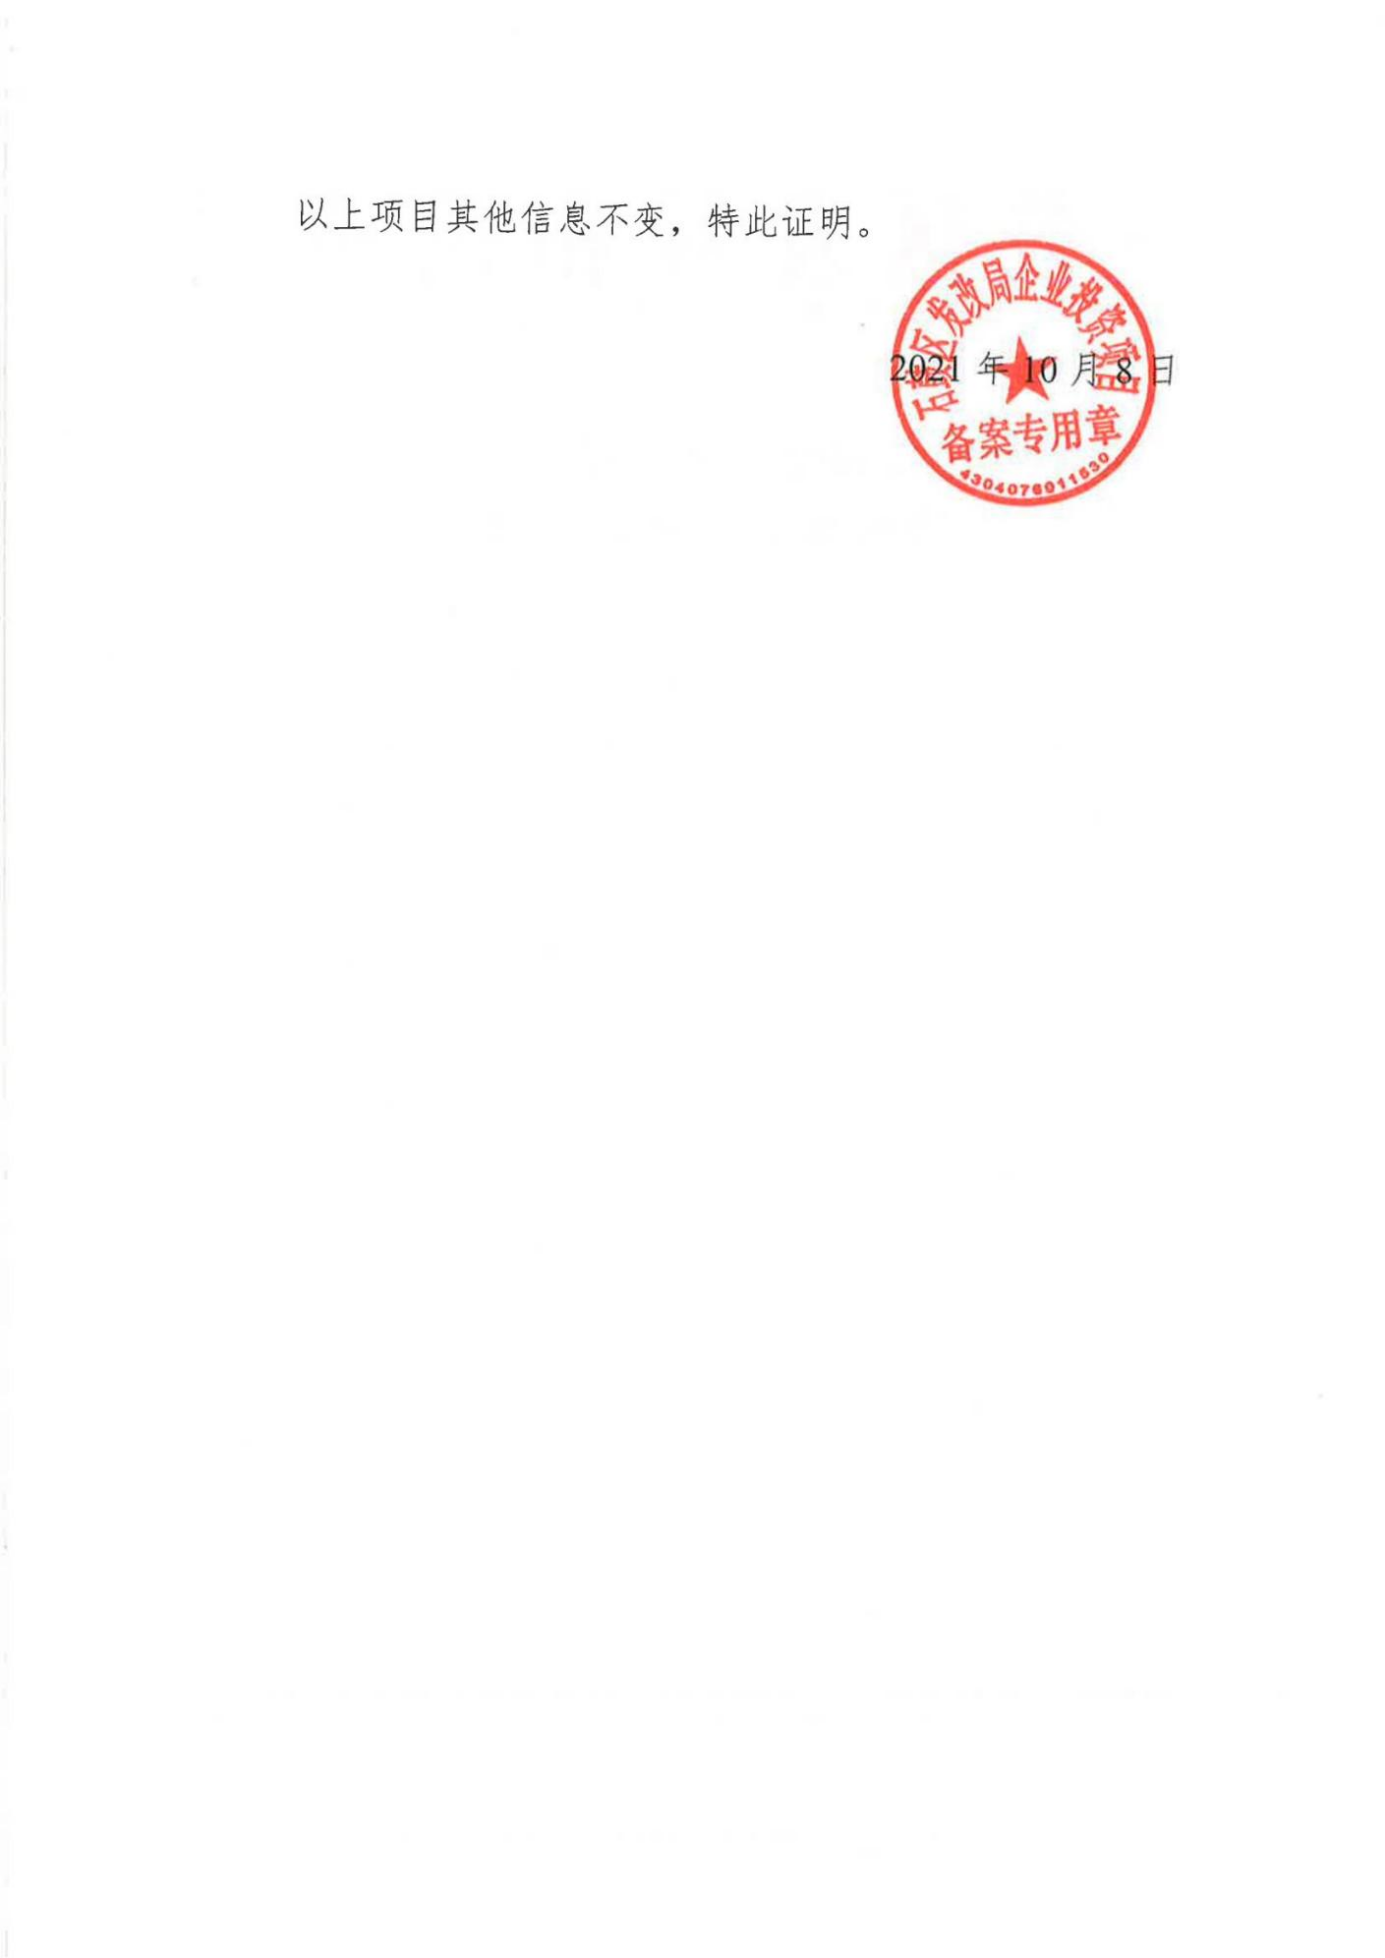 以上项目其他信息不变，特此证明。
石鼓区发改局企业投资项目
2021 年 10 月 8 日
备案专用章
4304076011530